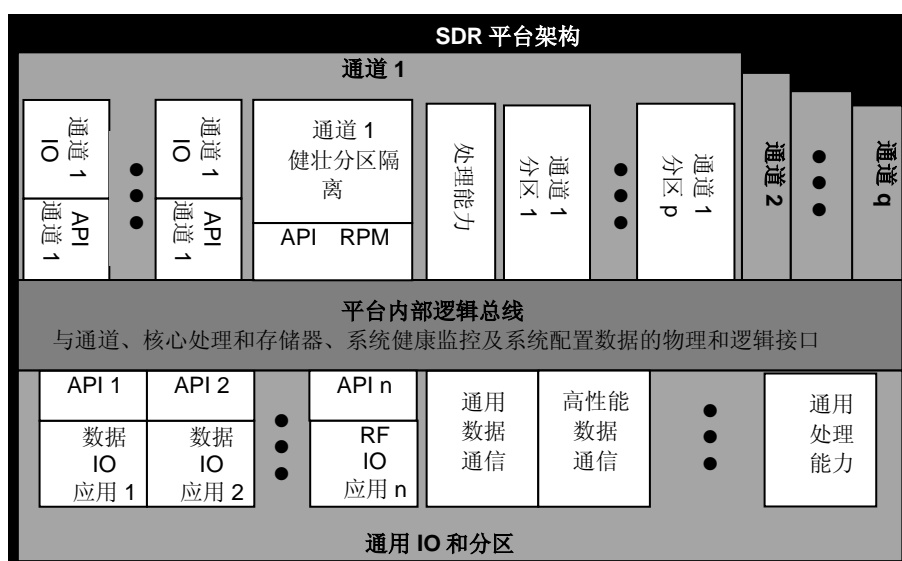 SDR 平台架构
通道 1
通道 1
IO
API
通道 1
通道 1
IO
API
通道 1
通道 1
健壮分区隔
离
API RPM
处理能力
通道 1
分区 1
通道 1
分区 p
通道 2
通道 q
平台内部逻辑总线
与通道、核心处理和存储器、系统健康监控及系统配置数据的物理和逻辑接口
API 1
数据
IO
应用 1
API 2
数据
IO
应用 2
API n
RF
IO
应用 n
通用
数据
通信
高性能
数据
通信
通用
处理
能力
通用 IO 和分区